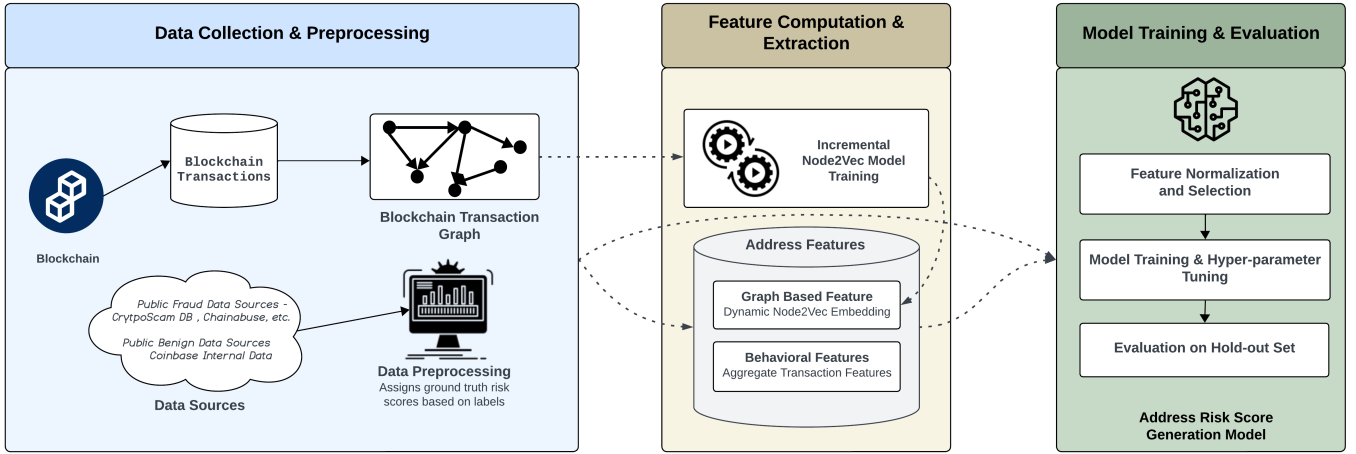 Data Collection & Preprocessing
Blockchain
Blockchain
Transactions
Blockchain Transaction
Graph
Public Fraud Data Sources -
CrytpoScam DB , Chainabuse, etc.
Public Benign Data Sources
Coinbase Internal Data
Data Sources
Data Preprocessing
Assigns ground truth risk
scores based on labels
Feature Computation &
Extraction
Incremental
Node2Vec Model
Training
Address Features
Graph Based Feature
Dynamic Node2Vec Embedding
Behavioral Features
Aggregate Transaction Features
Model Training & Evaluation
Feature Normalization
and Selection
Model Training & Hyper-parameter
Tuning
Evaluation on Hold-out Set
Address Risk Score
Generation Model